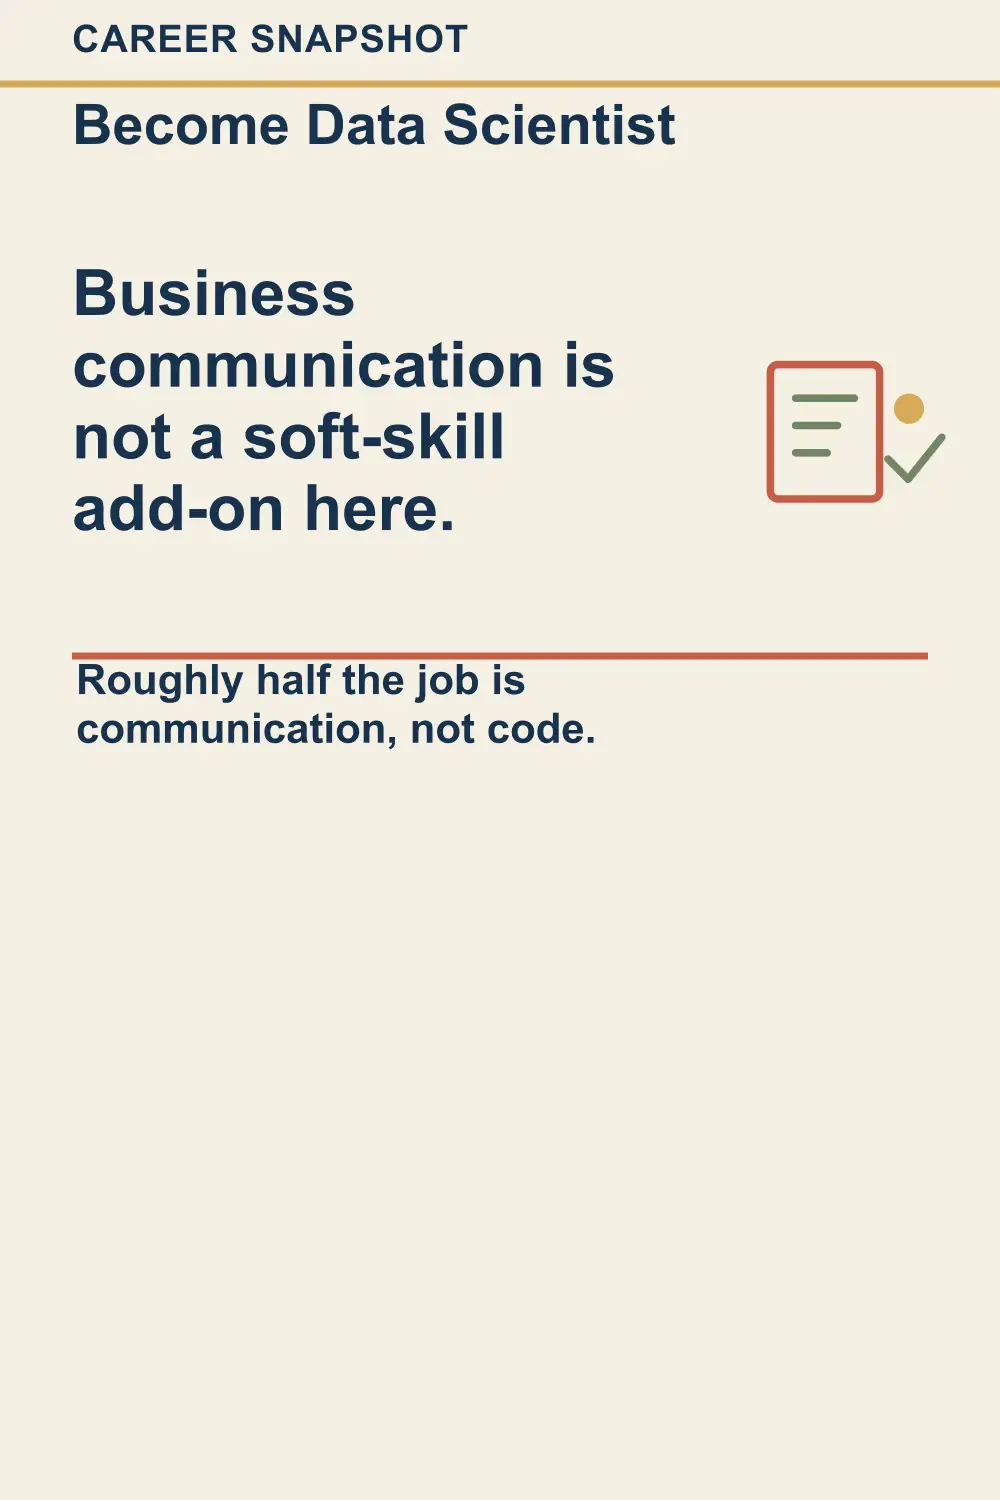 CAREER SNAPSHOT
Become Data Scientist
Business
communication is
not a soft-skill
add-on here.
Roughly half the job is
communication, not code.